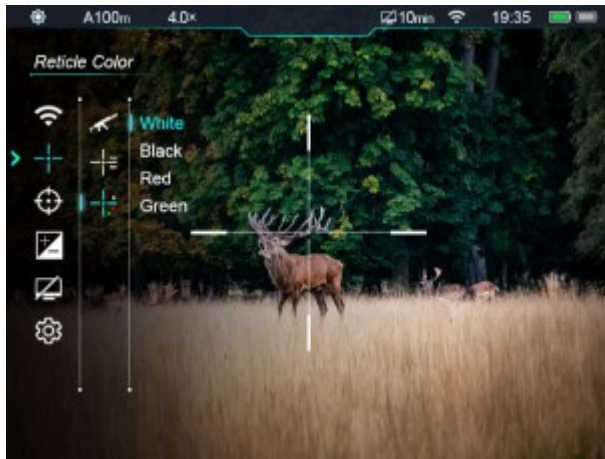 A100m 4.0× 10min 19:35
Reticle Color
White
Black
Red
Green